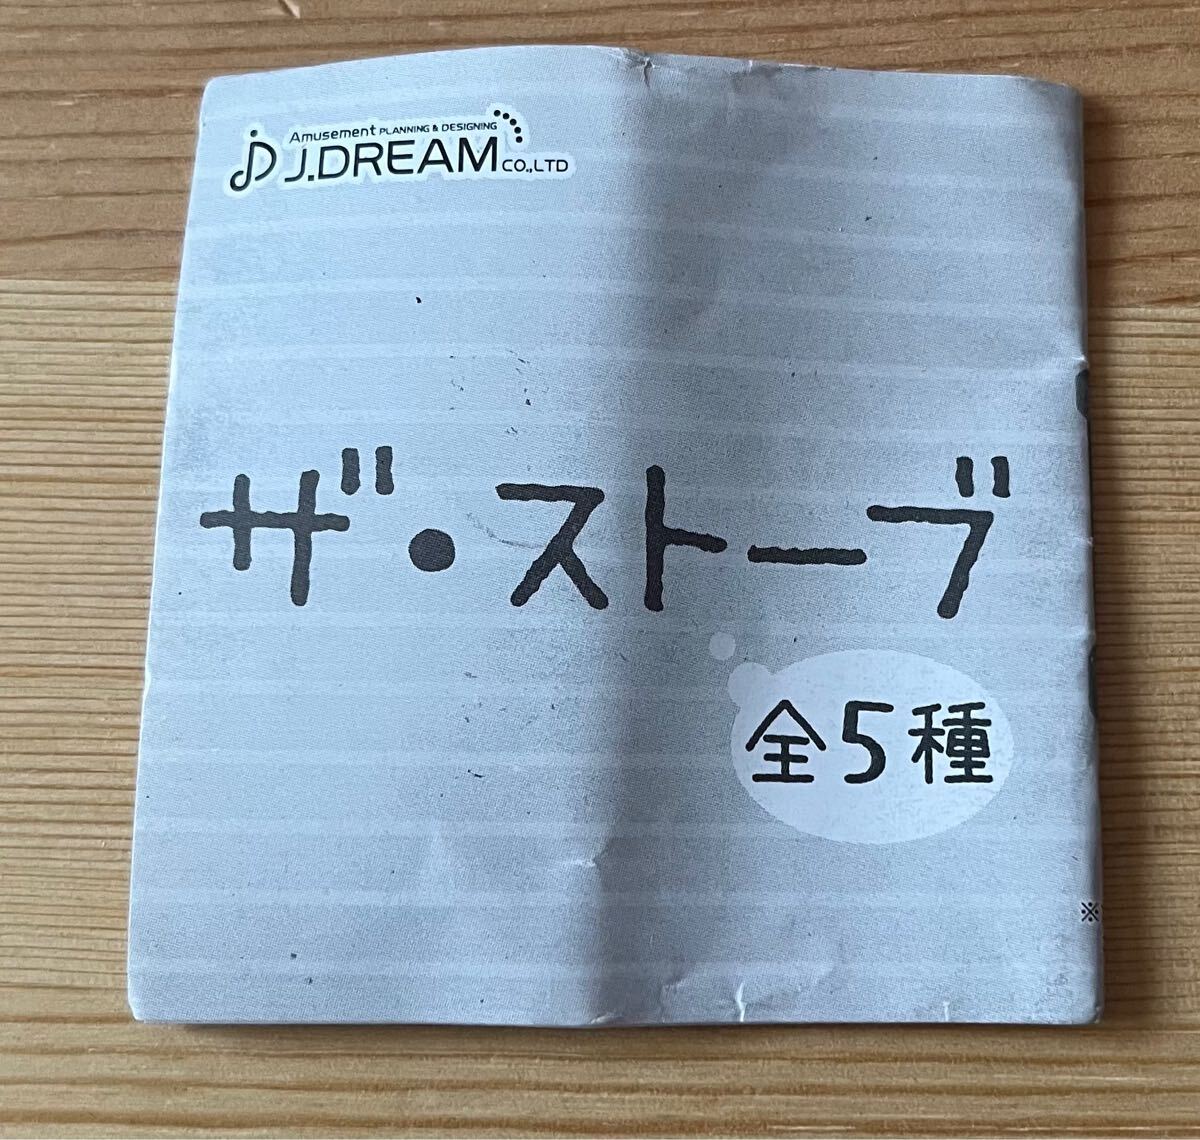 Amusement PLANNING & DESIGNING
J.DREAM CO.,LTD
ザ・ストーブ
全5種
※